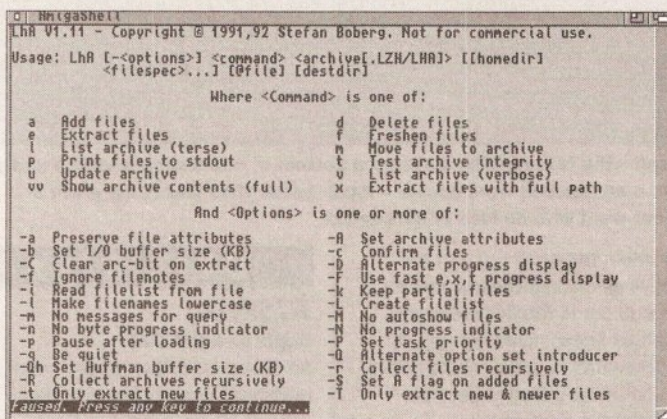 AmigaShell
LhA V1.11 - Copyright © 1991,92 Stefan Boberg. Not for commercial use.
Usage: LhA [-<options>] <command> <archive[.LZH/LHA]> [[homedir]
<filespec>...] [@file] [destdir]
Where <Command> is one of:
a Add files d Delete files
e Extract files f Freshen files
l List archive (terse) m Move files to archive
p Print files to stdout t Test archive integrity
u Update archive v List archive (verbose)
vv Show archive contents (full) x Extract files with full path
And <Options> is one or more of:
-a Preserve file attributes -A Set archive attributes
-b Set I/O buffer size (KB) -c Confirm files
-C Clear arc-bit on extract -D Alternate progress display
-f Ignore filenotes -F Use fast e,x,t progress display
-i Read filelist from file -k Keep partial files
-l Make filenames lowercase -L Create filelist
-m No messages for query -M No autoshow files
-n No byte progress indicator -N No progress indicator
-p Pause after loading -P Set task priority
-q Be quiet -Q Alternate option set introducer
-Qh Set Huffman buffer size (KB) -r Collect files recursively
-R Collect archives recursively -S Set A flag on added files
-t Only extract new files -T Only extract new & newer files
Paused. Press any key to continue...